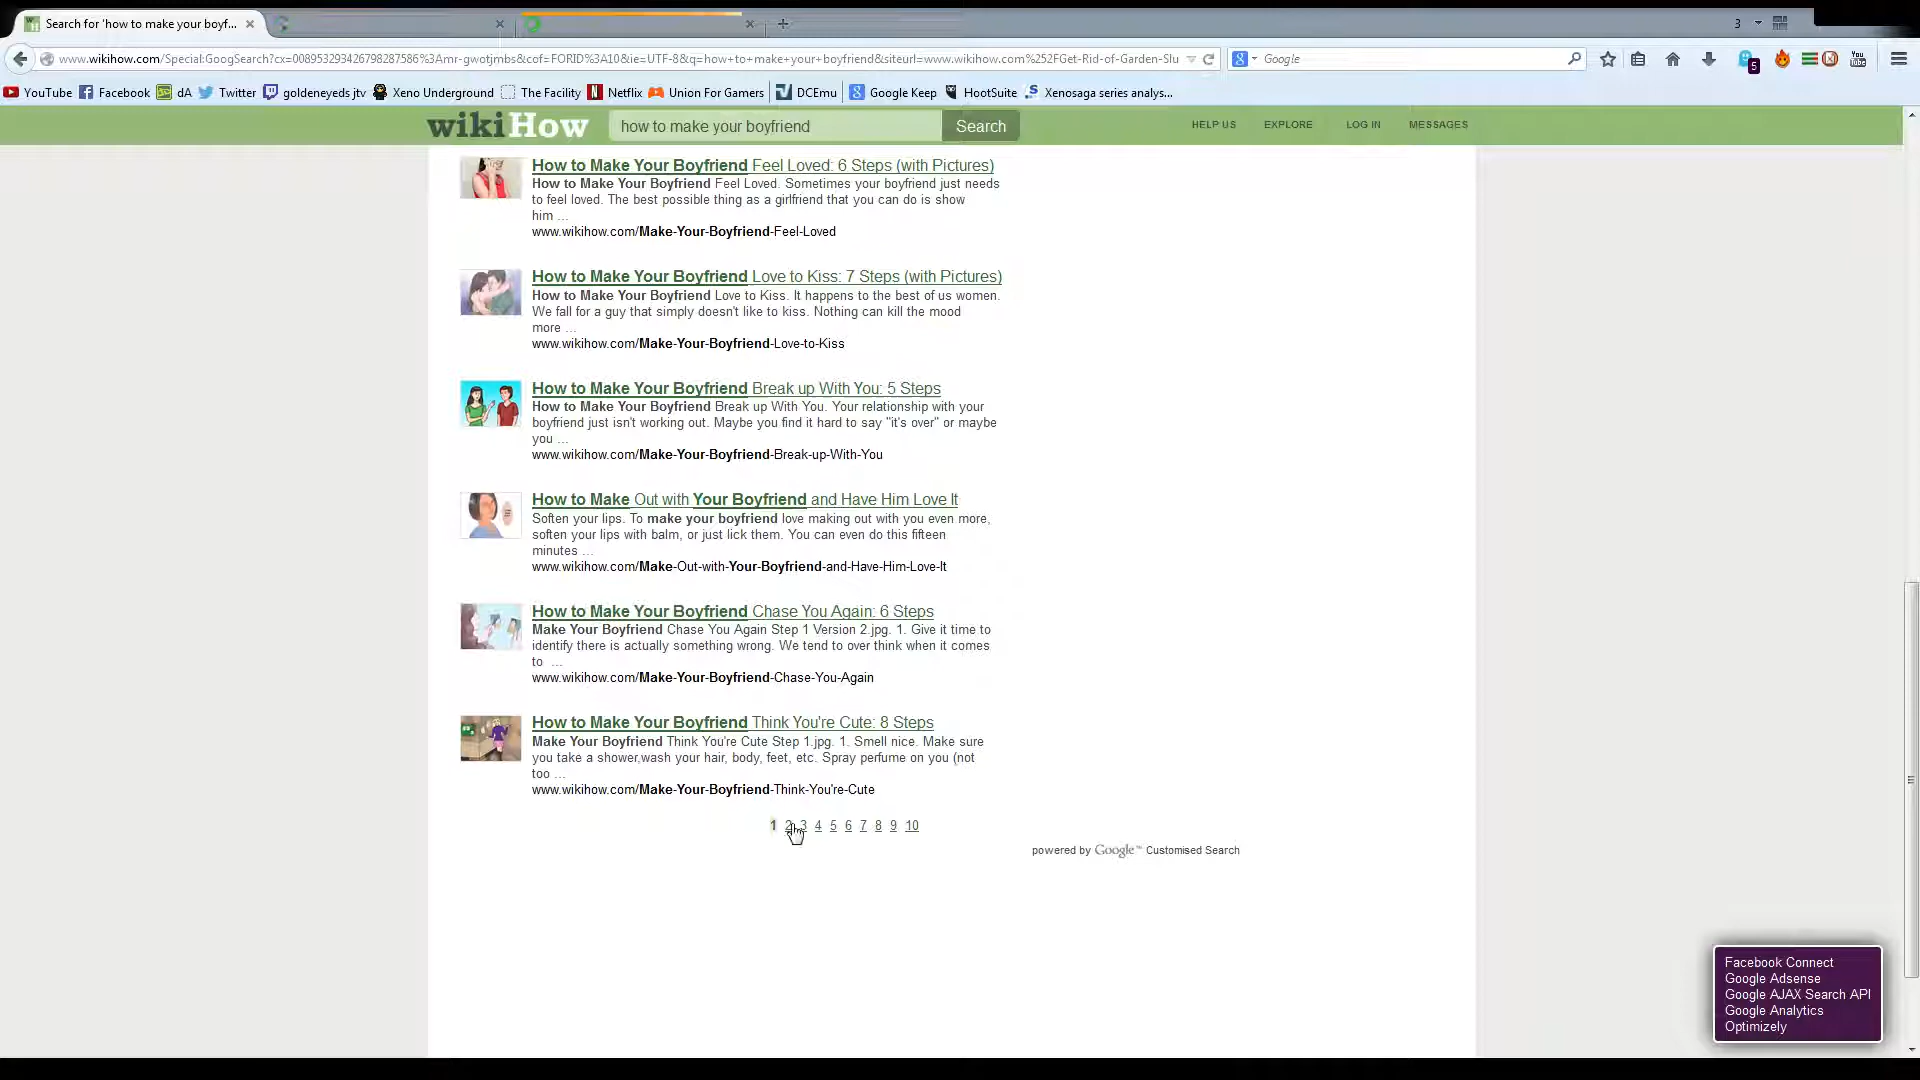 Search for 'how to make your boyf...
3
www.wikihow.com/Special:GoogSearch?cx=008953293426798287586%3Amr-gwotjmbs&cof=FORID%3A10&ie=UTF-8&q=how+to+make+your+boyfriend&siteurl=www.wikihow.com%252FGet-Rid-of-Garden-Slu
Google
5
YouTube Facebook dA Twitter goldeneyeds jtv Xeno Underground The Facility Netflix Union For Gamers DCEmu Google Keep HootSuite Xenosaga series analys...
wikiHow how to make your boyfriend Search HELP US EXPLORE LOG IN MESSAGES
How to Make Your Boyfriend Feel Loved: 6 Steps (with Pictures)
How to Make Your Boyfriend Feel Loved. Sometimes your boyfriend just needs
to feel loved. The best possible thing as a girlfriend that you can do is show
him ...
www.wikihow.com/Make-Your-Boyfriend-Feel-Loved
How to Make Your Boyfriend Love to Kiss: 7 Steps (with Pictures)
How to Make Your Boyfriend Love to Kiss. It happens to the best of us women.
We fall for a guy that simply doesn't like to kiss. Nothing can kill the mood
more ...
www.wikihow.com/Make-Your-Boyfriend-Love-to-Kiss
How to Make Your Boyfriend Break up With You: 5 Steps
How to Make Your Boyfriend Break up With You. Your relationship with your
boyfriend just isn't working out. Maybe you find it hard to say "it's over" or maybe
you ...
www.wikihow.com/Make-Your-Boyfriend-Break-up-With-You
How to Make Out with Your Boyfriend and Have Him Love It
Soften your lips. To make your boyfriend love making out with you even more,
soften your lips with balm, or just lick them. You can even do this fifteen
minutes ...
www.wikihow.com/Make-Out-with-Your-Boyfriend-and-Have-Him-Love-It
How to Make Your Boyfriend Chase You Again: 6 Steps
Make Your Boyfriend Chase You Again Step 1 Version 2.jpg. 1. Give it time to
identify there is actually something wrong. We tend to over think when it comes
to ...
www.wikihow.com/Make-Your-Boyfriend-Chase-You-Again
How to Make Your Boyfriend Think You're Cute: 8 Steps
Make Your Boyfriend Think You're Cute Step 1.jpg. 1. Smell nice. Make sure
you take a shower,wash your hair, body, feet, etc. Spray perfume on you (not
too ...
www.wikihow.com/Make-Your-Boyfriend-Think-You're-Cute
1 2 3 4 5 6 7 8 9 10
powered by Google™ Customised Search
Facebook Connect
Google Adsense
Google AJAX Search API
Google Analytics
Optimizely